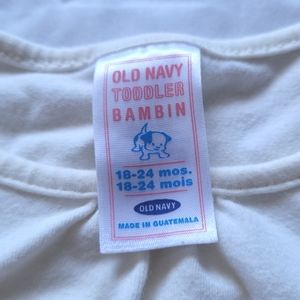 OLD NAVY
TODDLER
BAMBIN
18-24 mos.
18-24 mois
OLD NAVY
MADE IN GUATEMALA